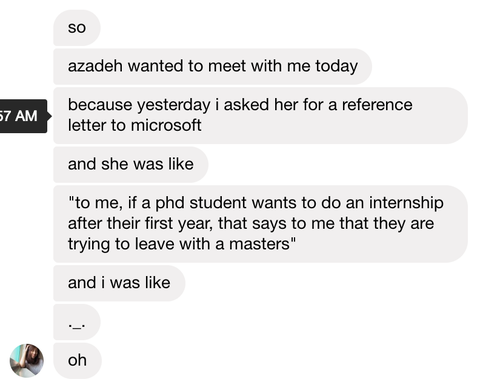 so
azadeh wanted to meet with me today
57 AM
because yesterday i asked her for a reference
letter to microsoft
and she was like
"to me, if a phd student wants to do an internship
after their first year, that says to me that they are
trying to leave with a masters"
and i was like
._.
oh